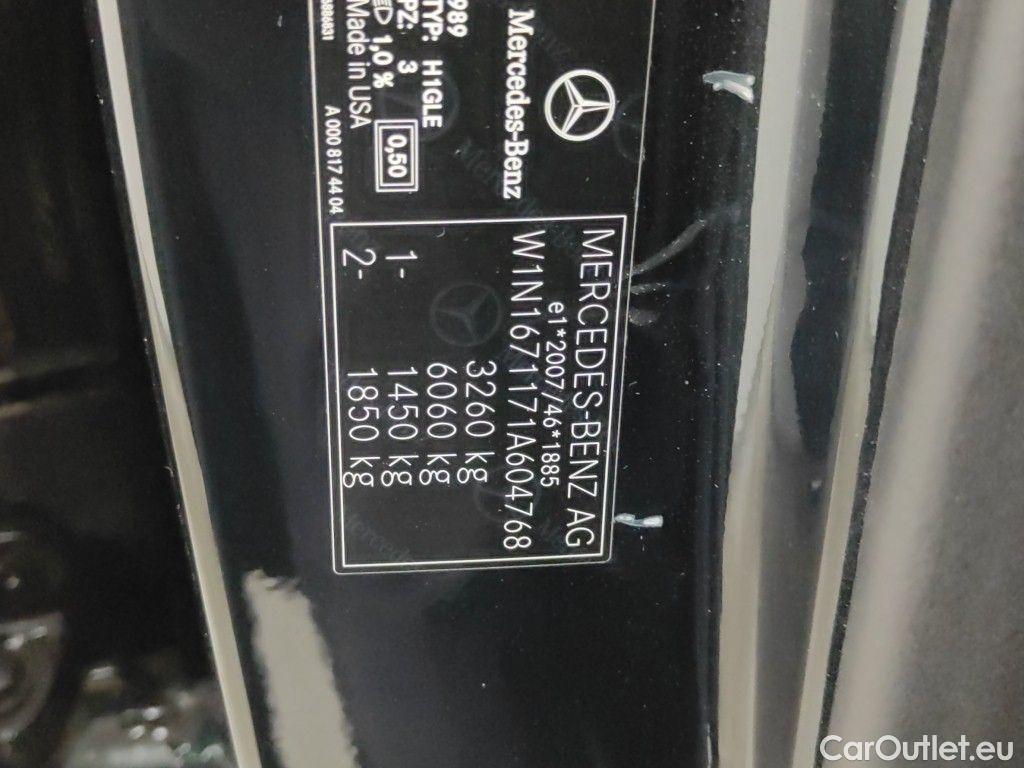 Mercedes-Benz
989
TYP: H1GLE
PZ: 3
1,0 % 0,50
Made in USA
A 000 817 44 04
MERCEDES-BENZ AG
e1*2007/46*1885
W1N1671171A604768
3260 kg
6060 kg
1- 1450 kg
2- 1850 kg
CarOutlet.eu